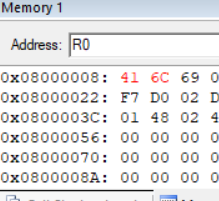 Memory 1
Address: R0
0x08000008: 41 6C 69 0
0x08000022: F7 D0 02 D
0x0800003C: 01 48 02 4
0x08000056: 00 00 00 0
0x08000070: 00 00 00 0
0x0800008A: 00 00 00 0